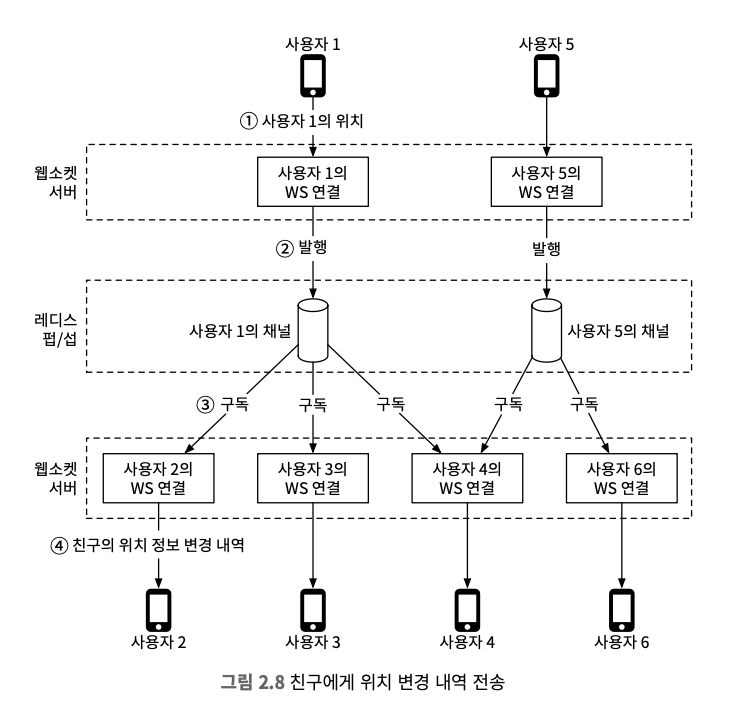 사용자 1
사용자 5
① 사용자 1의 위치
웹소켓
서버
사용자 1의
WS 연결
사용자 5의
WS 연결
② 발행
발행
레디스
펍/섭
사용자 1의 채널
사용자 5의 채널
③ 구독
구독
구독
구독
구독
웹소켓
서버
사용자 2의
WS 연결
사용자 3의
WS 연결
사용자 4의
WS 연결
사용자 6의
WS 연결
④ 친구의 위치 정보 변경 내역
사용자 2
사용자 3
사용자 4
사용자 6
그림 2.8 친구에게 위치 변경 내역 전송